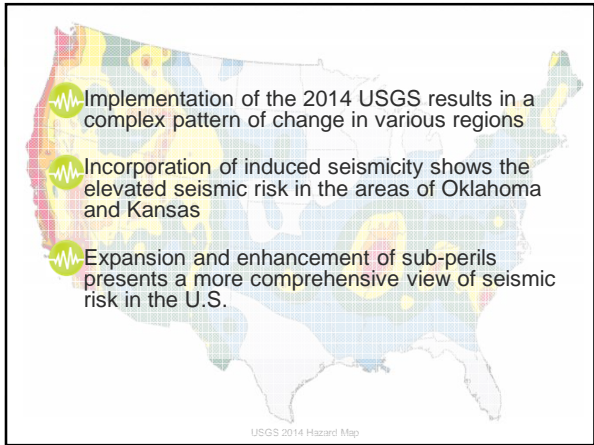 Implementation of the 2014 USGS results in a
complex pattern of change in various regions
Incorporation of induced seismicity shows the
elevated seismic risk in the areas of Oklahoma
and Kansas
Expansion and enhancement of sub-perils
presents a more comprehensive view of seismic
risk in the U.S.
USGS 2014 Hazard Map